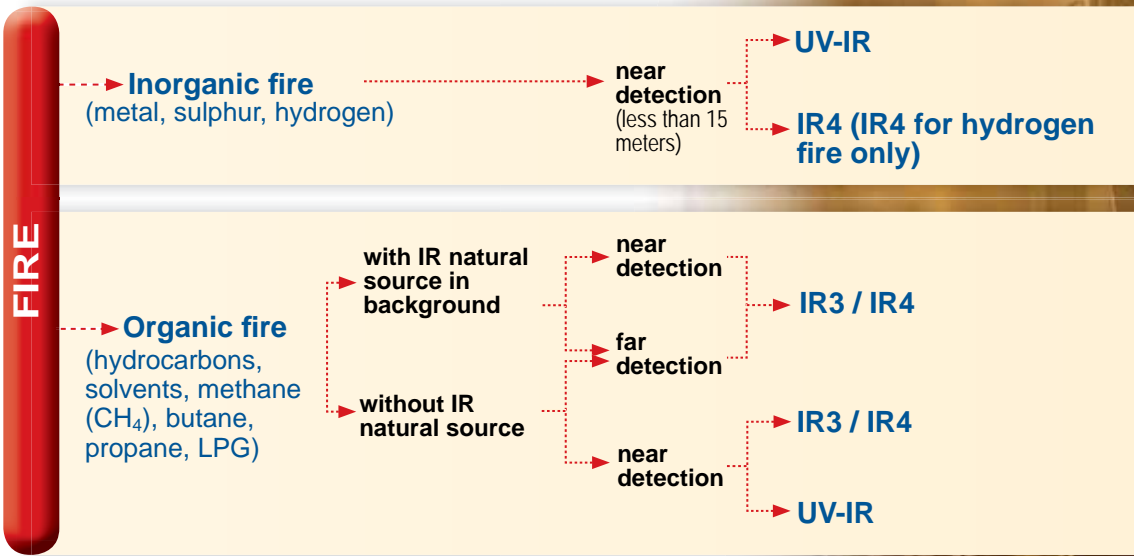 FIRE
Inorganic fire
(metal, sulphur, hydrogen)
near
detection
(less than 15
meters)
UV-IR
IR4 (IR4 for hydrogen
fire only)
Organic fire
(hydrocarbons,
solvents, methane
(CH₄), butane,
propane, LPG)
with IR natural
source in
background
without IR
natural source
near
detection
far
detection
near
detection
IR3 / IR4
IR3 / IR4
UV-IR